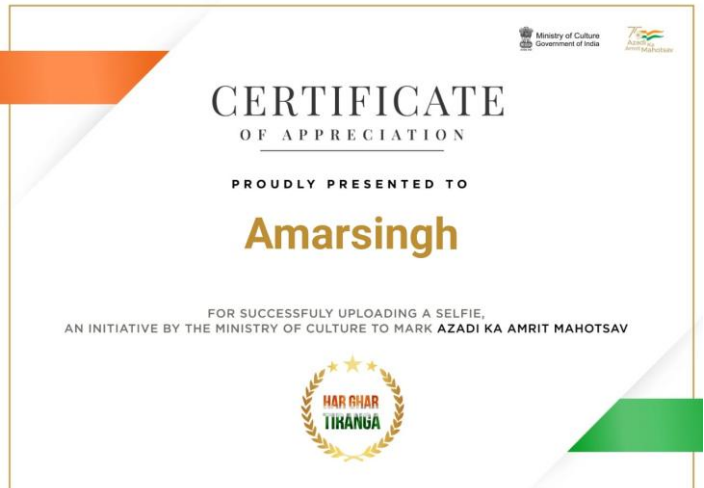 Ministry of Culture
Government of India
75
Azadi Ka
Amrit Mahotsav
CERTIFICATE
OF APPRECIATION
PROUDLY PRESENTED TO
Amarsingh
FOR SUCCESSFULY UPLOADING A SELFIE,
AN INITIATIVE BY THE MINISTRY OF CULTURE TO MARK AZADI KA AMRIT MAHOTSAV
HAR GHAR
TIRANGA